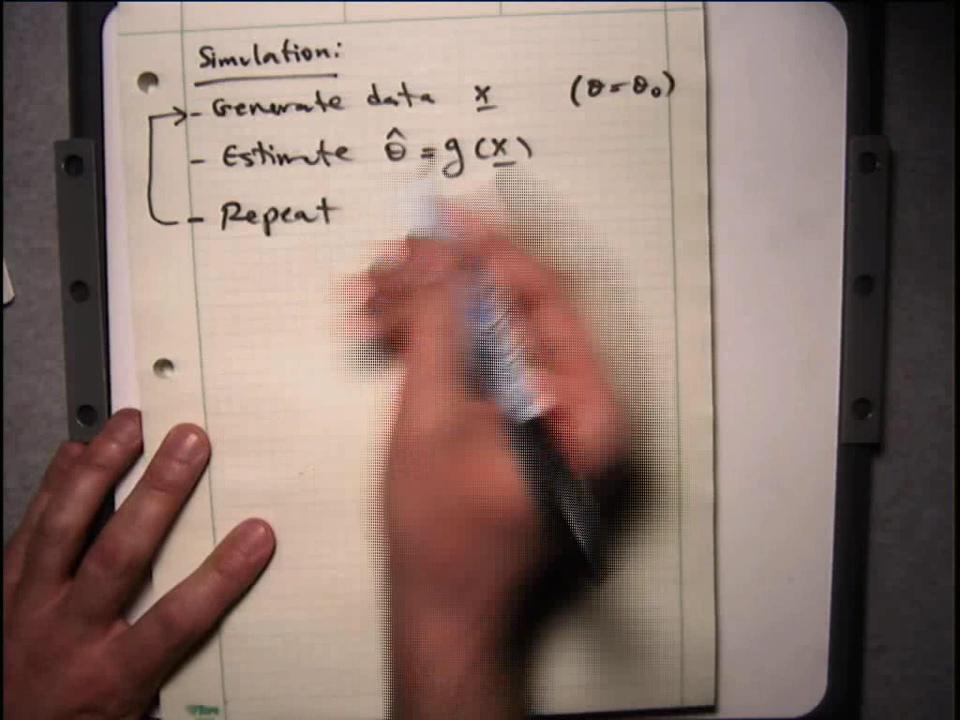 Simulation:
- Generate data x (θ=θ₀)
- Estimate θ̂ = g(x)
- Repeat